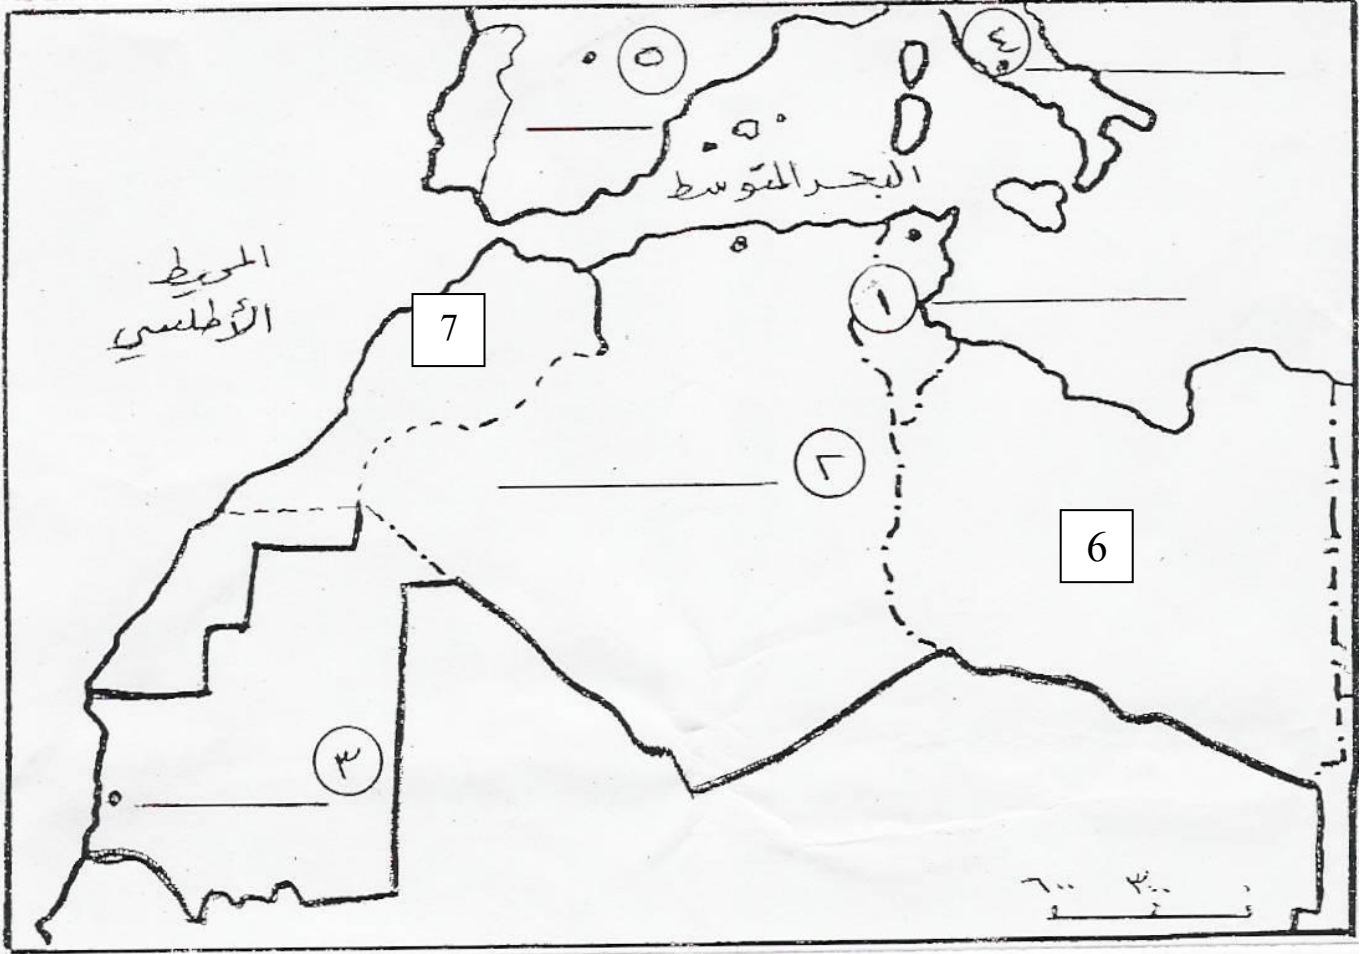 ٤
٥
البحر المتوسط
المحيط
الأطلسي
7
١
٢
6
٣
٦٠٠ ٣٠٠ ٠